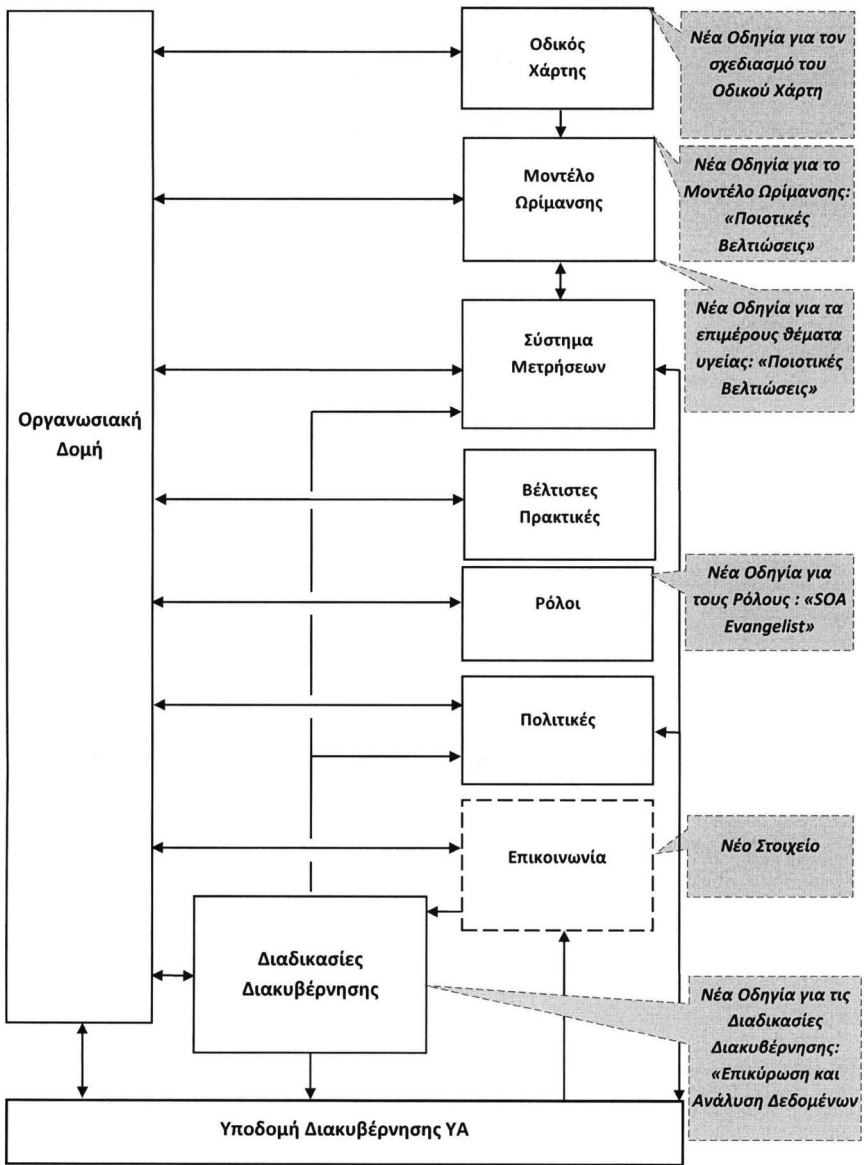 Οδικός
Χάρτης
Νέα Οδηγία για τον
σχεδιασμό του
Οδικού Χάρτη
Μοντέλο
Ωρίμανσης
Νέα Οδηγία για το
Μοντέλο Ωρίμανσης:
«Ποιοτικές
Βελτιώσεις»
Σύστημα
Μετρήσεων
Νέα Οδηγία για τα
επιμέρους θέματα
υγείας: «Ποιοτικές
Βελτιώσεις»
Οργανωσιακή
Δομή
Βέλτιστες
Πρακτικές
Ρόλοι
Νέα Οδηγία για
τους Ρόλους : «SOA
Evangelist»
Πολιτικές
Επικοινωνία
Νέο Στοιχείο
Διαδικασίες
Διακυβέρνησης
Νέα Οδηγία για τις
Διαδικασίες
Διακυβέρνησης:
«Επικύρωση και
Ανάλυση Δεδομένων
Υποδομή Διακυβέρνησης ΥΑ